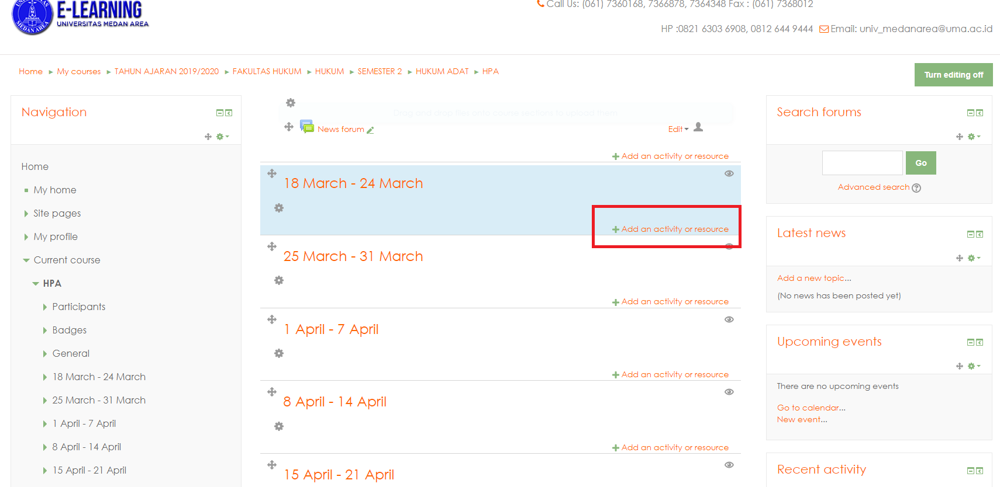 E-LEARNING
UNIVERSITAS MEDAN AREA
Call Us: (061) 7360168, 7366878, 7364348 Fax : (061) 7368012
HP :0821 6303 6908, 0812 644 9444 Email: univ_medanarea@uma.ac.id
Home My courses TAHUN AJARAN 2019/2020 FAKULTAS HUKUM HUKUM SEMESTER 2 HUKUM ADAT HPA
Turn editing off
Navigation
Home
My home
Site pages
My profile
Current course
HPA
Participants
Badges
General
18 March - 24 March
25 March - 31 March
1 April - 7 April
8 April - 14 April
15 April - 21 April
Drag and drop files onto course sections to upload them
News forum
Edit
Add an activity or resource
18 March - 24 March
Add an activity or resource
25 March - 31 March
Add an activity or resource
1 April - 7 April
Add an activity or resource
8 April - 14 April
Add an activity or resource
15 April - 21 April
Search forums
Go
Advanced search
Latest news
Add a new topic...
(No news has been posted yet)
Upcoming events
There are no upcoming events
Go to calendar...
New event...
Recent activity